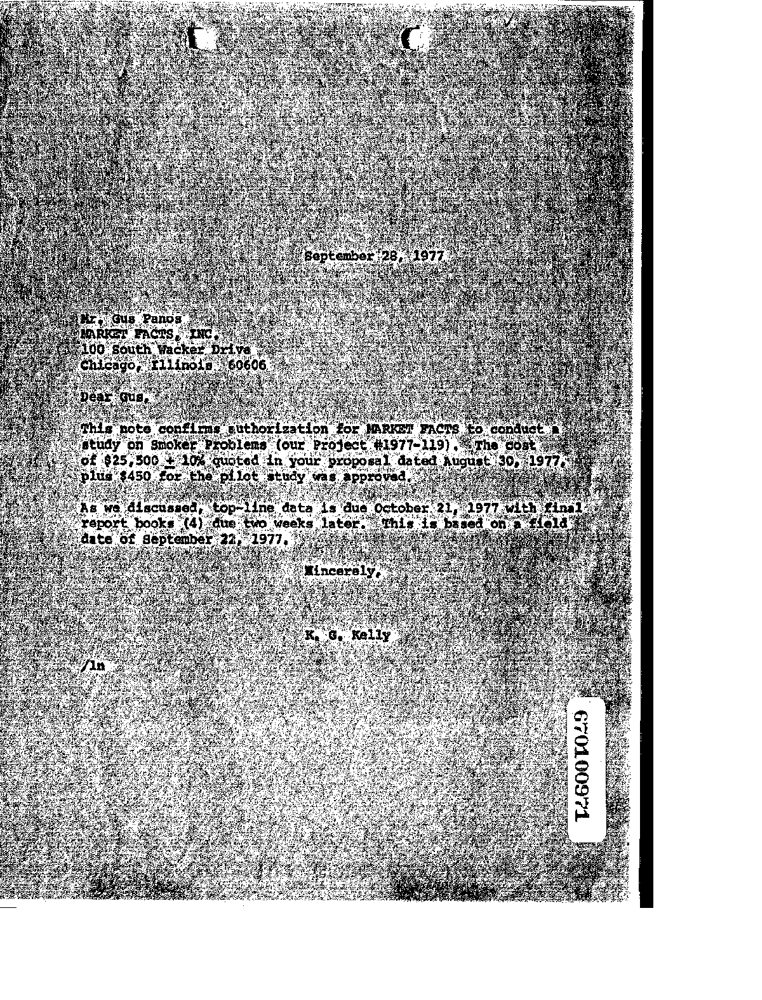 September 28, 1977
Mr. Gus Panos
MARKET FACTS, INC.
100 South Wacker Drive
Chicago, Illinois 60606
Dear Gus,
This note confirms authorization for MARKET FACTS to conduct a
study on Smoker Problems (our Project #1977-119). The cost
of $25,500 ± 10% quoted in your proposal dated August 30, 1977,
plus $450 for the pilot study was approved.
As we discussed, top-line data is due October 21, 1977 with final
report books (4) due two weeks later. This is based on a field
date of September 22, 1977.
Sincerely,
K. G. Kelly
/ln
670100971